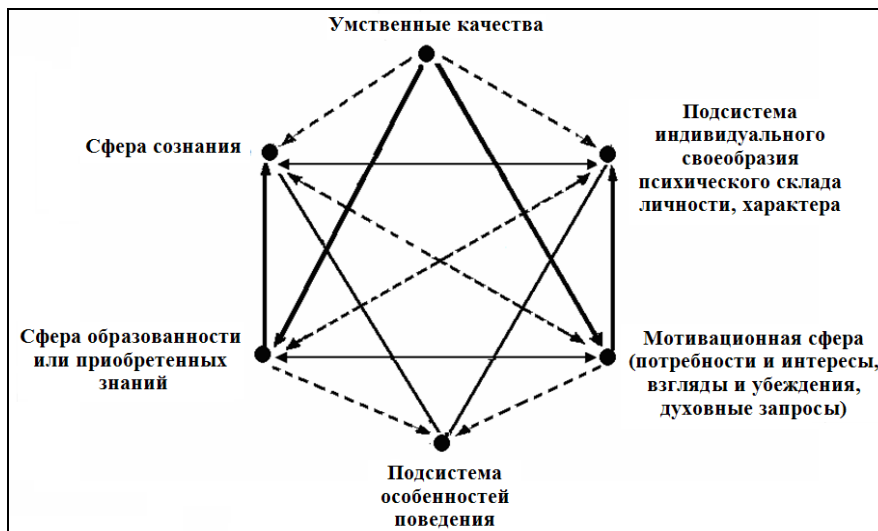 Умственные качества
Сфера сознания
Подсистема
индивидуального
своеобразия
психического склада
личности, характера
Сфера образованности
или приобретенных
знаний
Мотивационная сфера
(потребности и интересы,
взгляды и убеждения,
духовные запросы)
Подсистема
особенностей
поведения